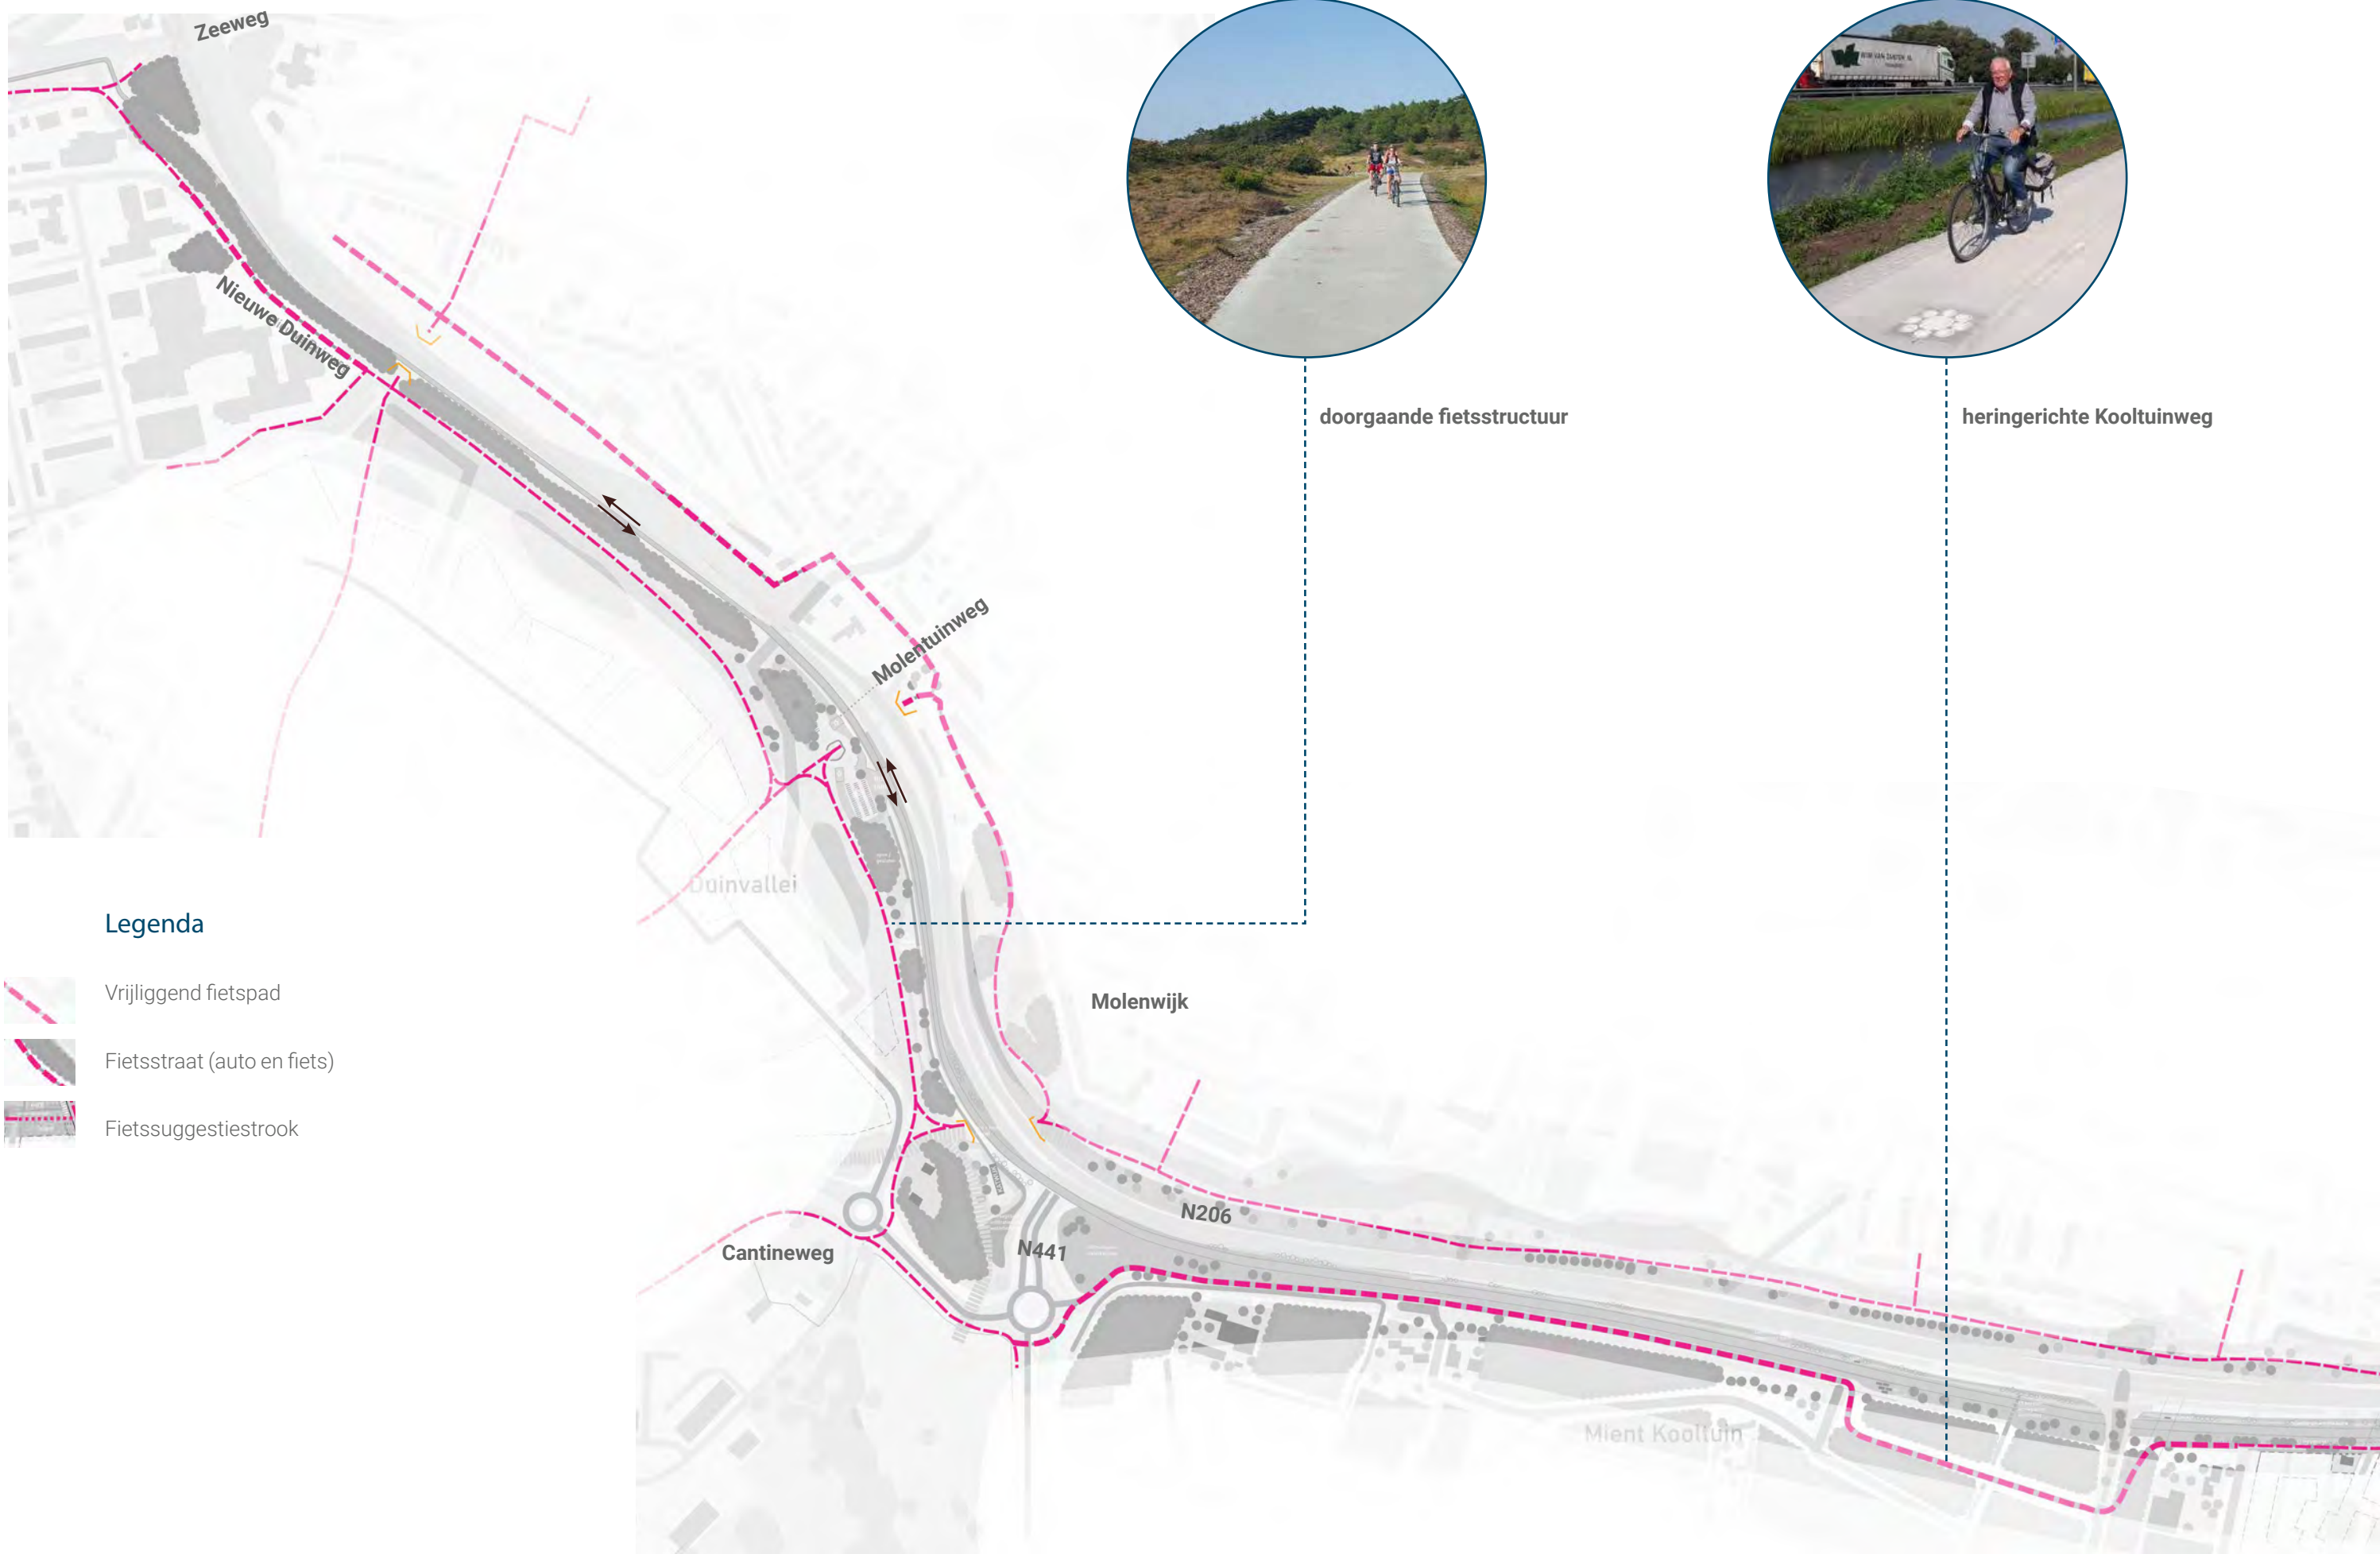 Zeeweg
Nieuwe Duinweg
Molentuinweg
doorgaande fietsstructuur
heringerichte Kooltuinweg
Duinvallei
Legenda
Vrijliggend fietspad
Fietsstraat (auto en fiets)
Fietssuggestiestrook
Molenwijk
N206
Cantineweg
N441
Mient Kooltuin